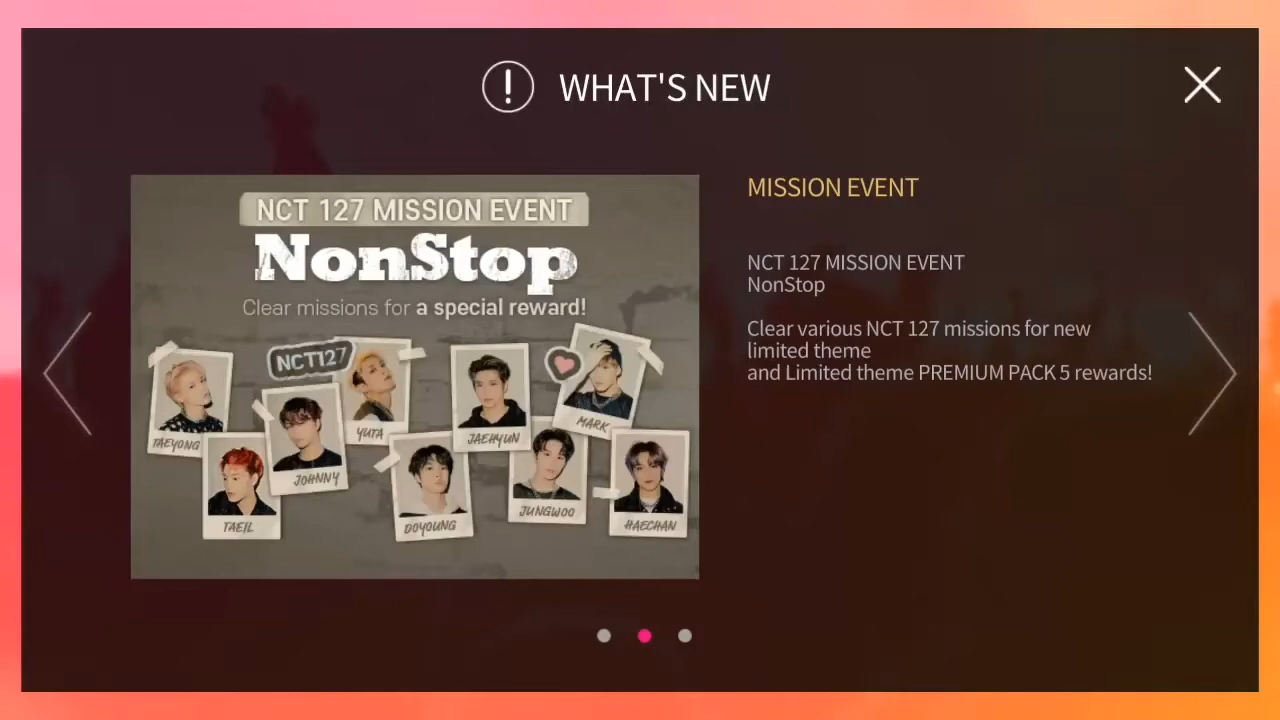 WHAT'S NEW
NCT 127 MISSION EVENT
NonStop
Clear missions for a special reward!
NCT127
TAEYONG
TAEIL
JOHNNY
YUTA
DOYOUNG
JAEHYUN
JUNGWOO
MARK
HAECHAN
MISSION EVENT
NCT 127 MISSION EVENT
NonStop
Clear various NCT 127 missions for new
limited theme
and Limited theme PREMIUM PACK 5 rewards!